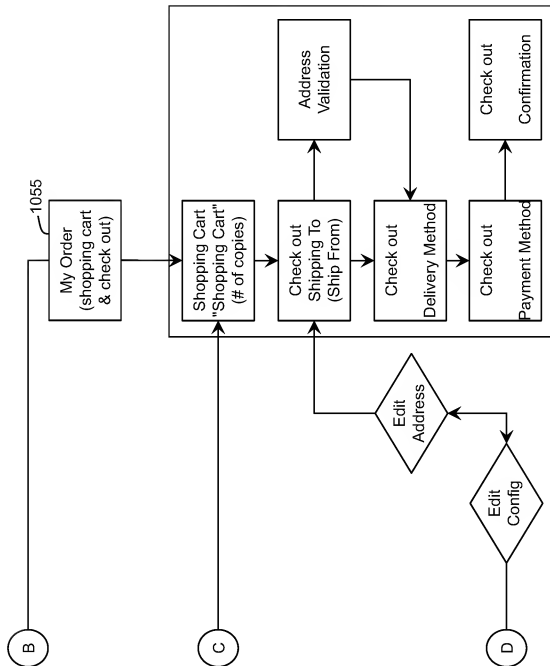 B
1055
My Order
(shopping cart
& check out)
C
Shopping Cart
"Shopping Cart"
(# of copies)
D
Edit
Config
Edit
Address
Check out
Shipping To
(Ship From)
Address
Validation
Check out
Delivery Method
Check out
Payment Method
Check out
Confirmation